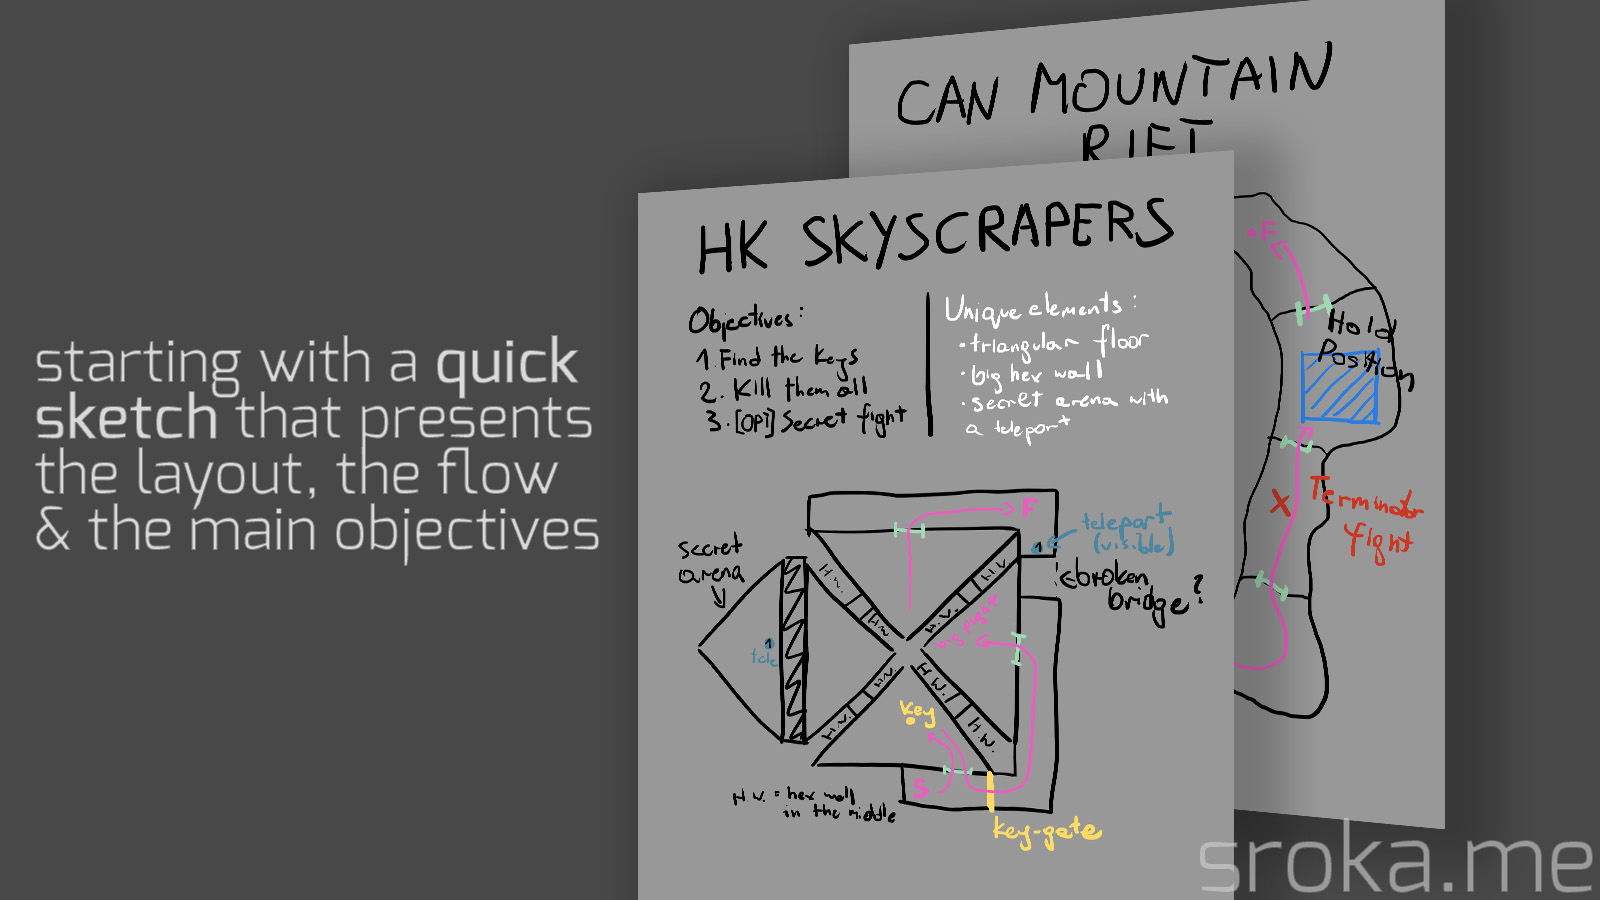 starting with a quick
sketch that presents
the layout, the flow
& the main objectives
CAN MOUNTAIN
RIFT
F
Hold
Position
X Terminator
fight
HK SKYSCRAPERS
Objectives:
1. Find the keys
2. Kill them all
3. [OPT] Secret fight
Unique elements:
• triangular floor
• big hex wall
• secret arena with
a teleport
F
teleport
(visible)
secret
arena
broken
bridge?
H.W.
H.W.
H.W.
H.W.
tele
H.W.
H.W.
H.W.
H.W.
key
S
H.W. = hex wall
in the middle
key-gate
sroka.me